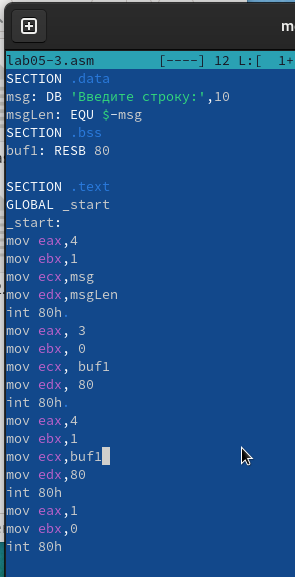 me
lab05-3.asm [----] 12 L:[ 1+
SECTION .data
msg: DB 'Введите строку:',10
msgLen: EQU $-msg
SECTION .bss
buf1: RESB 80
SECTION .text
GLOBAL _start
_start:
mov eax,4
mov ebx,1
mov ecx,msg
mov edx,msgLen
int 80h.
mov eax, 3
mov ebx, 0
mov ecx, buf1
mov edx, 80
int 80h.
mov eax,4
mov ebx,1
mov ecx,buf1
mov edx,80
int 80h
mov eax,1
mov ebx,0
int 80h